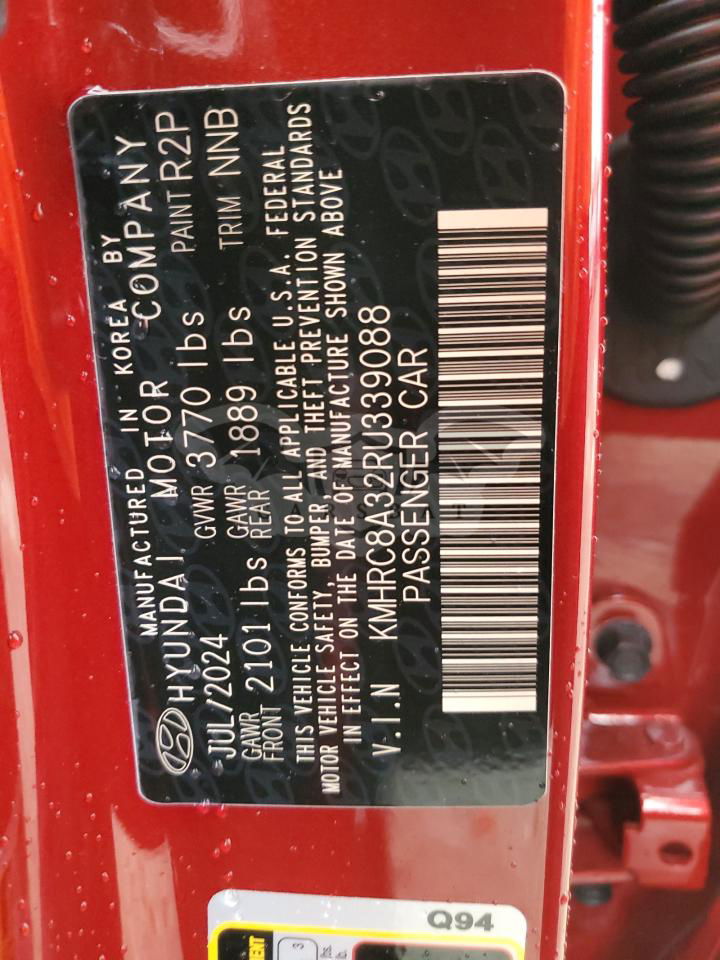 MANUFACTURED IN KOREA BY
HYUNDAI MOTOR COMPANY
JUL/2024 GVWR 3770 lbs PAINT R2P
GAWR FRONT 2101 lbs GAWR REAR 1889 lbs TRIM NNB
THIS VEHICLE CONFORMS TO ALL APPLICABLE U.S.A. FEDERAL
MOTOR VEHICLE SAFETY, BUMPER, AND THEFT PREVENTION STANDARDS
IN EFFECT ON THE DATE OF MANUFACTURE SHOWN ABOVE
V.I.N KMHRC8A32RU339088
PASSENGER CAR
Q94
3